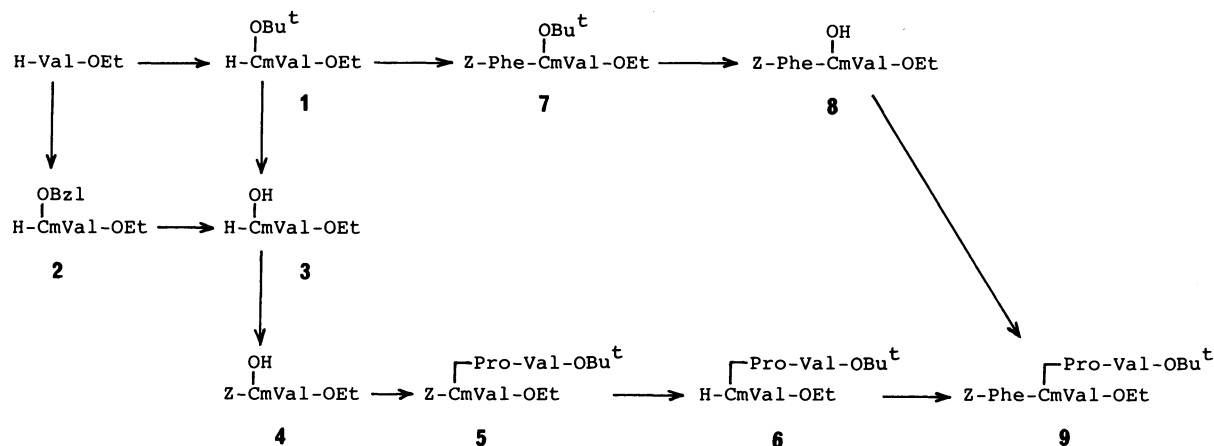 OBu t OBu t OH
H-Val-OEt H-CmVal-OEt Z-Phe-CmVal-OEt Z-Phe-CmVal-OEt
1 7 8
OBzl OH
H-CmVal-OEt H-CmVal-OEt
2 3
OH Pro-Val-OBu t Pro-Val-OBu t Pro-Val-OBu t
Z-CmVal-OEt Z-CmVal-OEt H-CmVal-OEt Z-Phe-CmVal-OEt
4 5 6 9